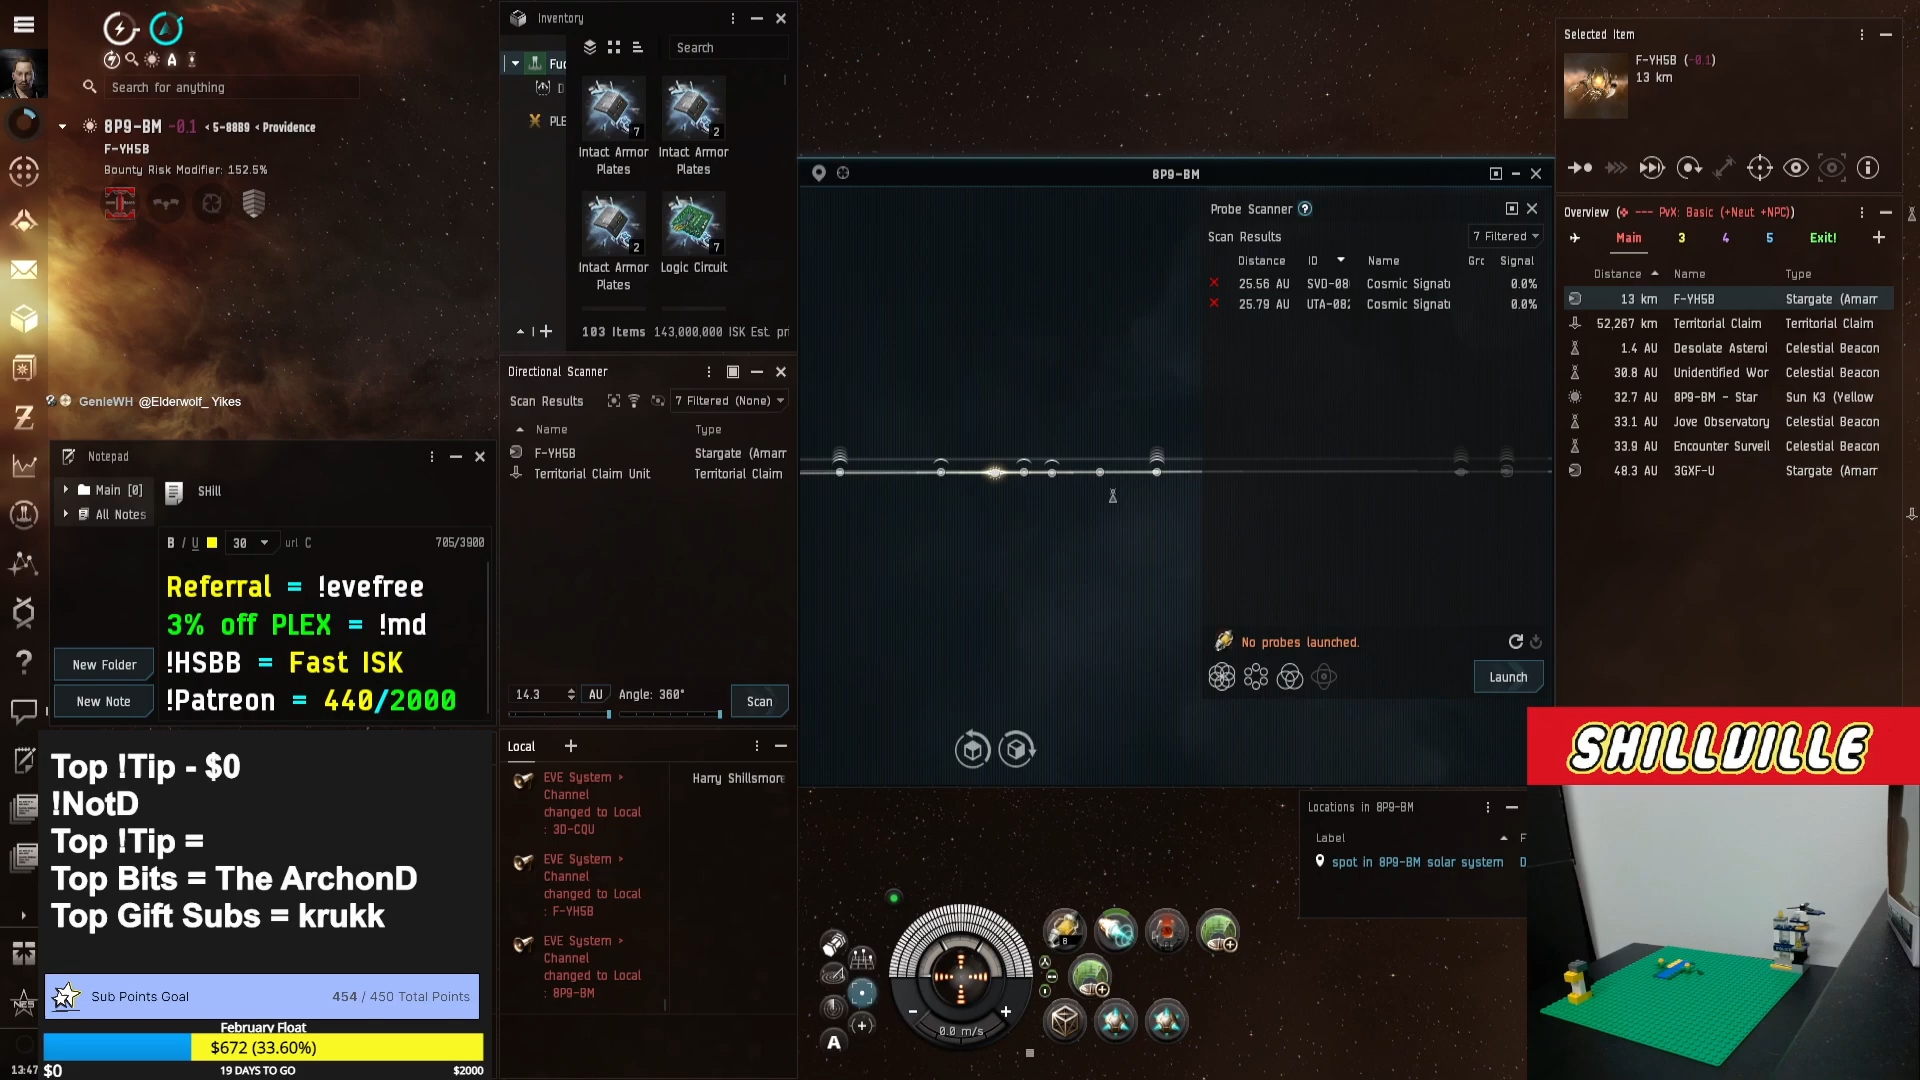 Search for anything
8P9-BM -0.1 < 5-88B9 < Providence
F-YH5B
Bounty Risk Modifier: 152.5%
GenieWH @Elderwolf_ Yikes
Notepad
Main [0]
All Notes
SHill
B / U 30 url C 705/3900
Referral = !evefree
3% off PLEX = !md
!HSBB = Fast ISK
!Patreon = 440/2000
New Folder
New Note
Top !Tip - $0
!NotD
Top !Tip =
Top Bits = The ArchonD
Top Gift Subs = krukk
Sub Points Goal 454 / 450 Total Points
February Float
$672 (33.60%)
13:47 $0 19 DAYS TO GO $2000
Inventory
Search
PLE
7
Intact Armor Plates
2
Intact Armor Plates
2
Intact Armor Plates
7
Logic Circuit
103 Items 143,000,000 ISK Est. pri
Directional Scanner
Scan Results 7 Filtered (None)
Name Type
F-YH5B Stargate (Amarr
Territorial Claim Unit Territorial Claim
14.3 AU Angle: 360° Scan
Local
EVE System >
Channel
changed to Local
: 3D-CQU
EVE System >
Channel
changed to Local
: F-YH5B
EVE System >
Channel
changed to Local
: 8P9-BM
Harry Shillsmore
8P9-BM
Probe Scanner
Scan Results 7 Filtered
Distance ID Name Grc Signal
25.56 AU SVD-08 Cosmic Signat 0.0%
25.79 AU UTA-082 Cosmic Signat 0.0%
No probes launched.
Launch
8
A
0.0 m/s
Locations in 8P9-BM
Label F
spot in 8P9-BM solar system D
Selected Item
F-YH5B (-0.1)
13 km
Overview ( --- PvX: Basic (+Neut +NPC)
Main 3 4 5 Exit!
Distance Name Type
13 km F-YH5B Stargate (Amarr
52,267 km Territorial Claim Territorial Claim
1.4 AU Desolate Asteroi Celestial Beacon
30.8 AU Unidentified Wor Celestial Beacon
32.7 AU 8P9-BM - Star Sun K3 (Yellow
33.1 AU Jove Observatory Celestial Beacon
33.9 AU Encounter Surveil Celestial Beacon
48.3 AU 3GXF-U Stargate (Amarr
SHILLVILLE